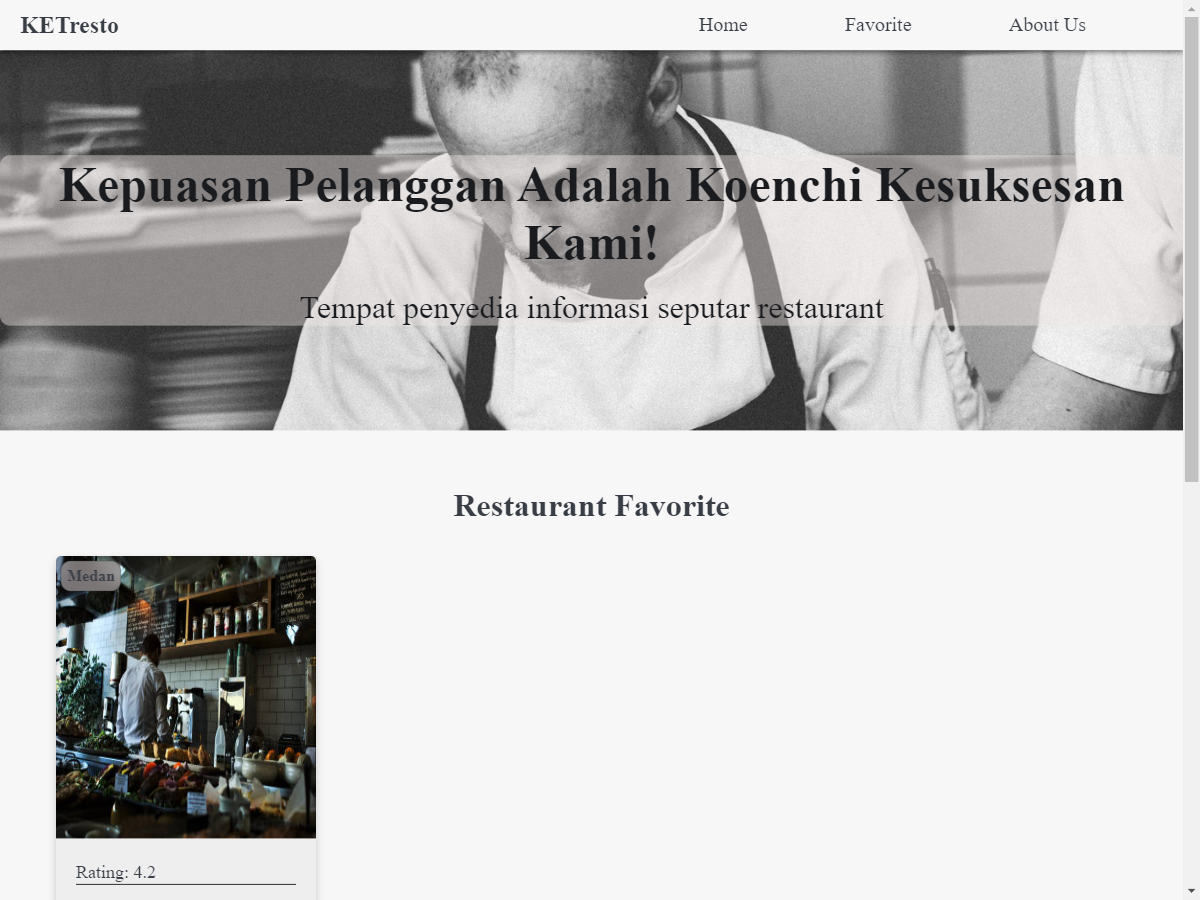 KETresto
Home
Favorite
About Us
Kepuasan Pelanggan Adalah Koenchi Kesuksesan
Kami!
Tempat penyedia informasi seputar restaurant
Restaurant Favorite
Medan
Rating: 4.2